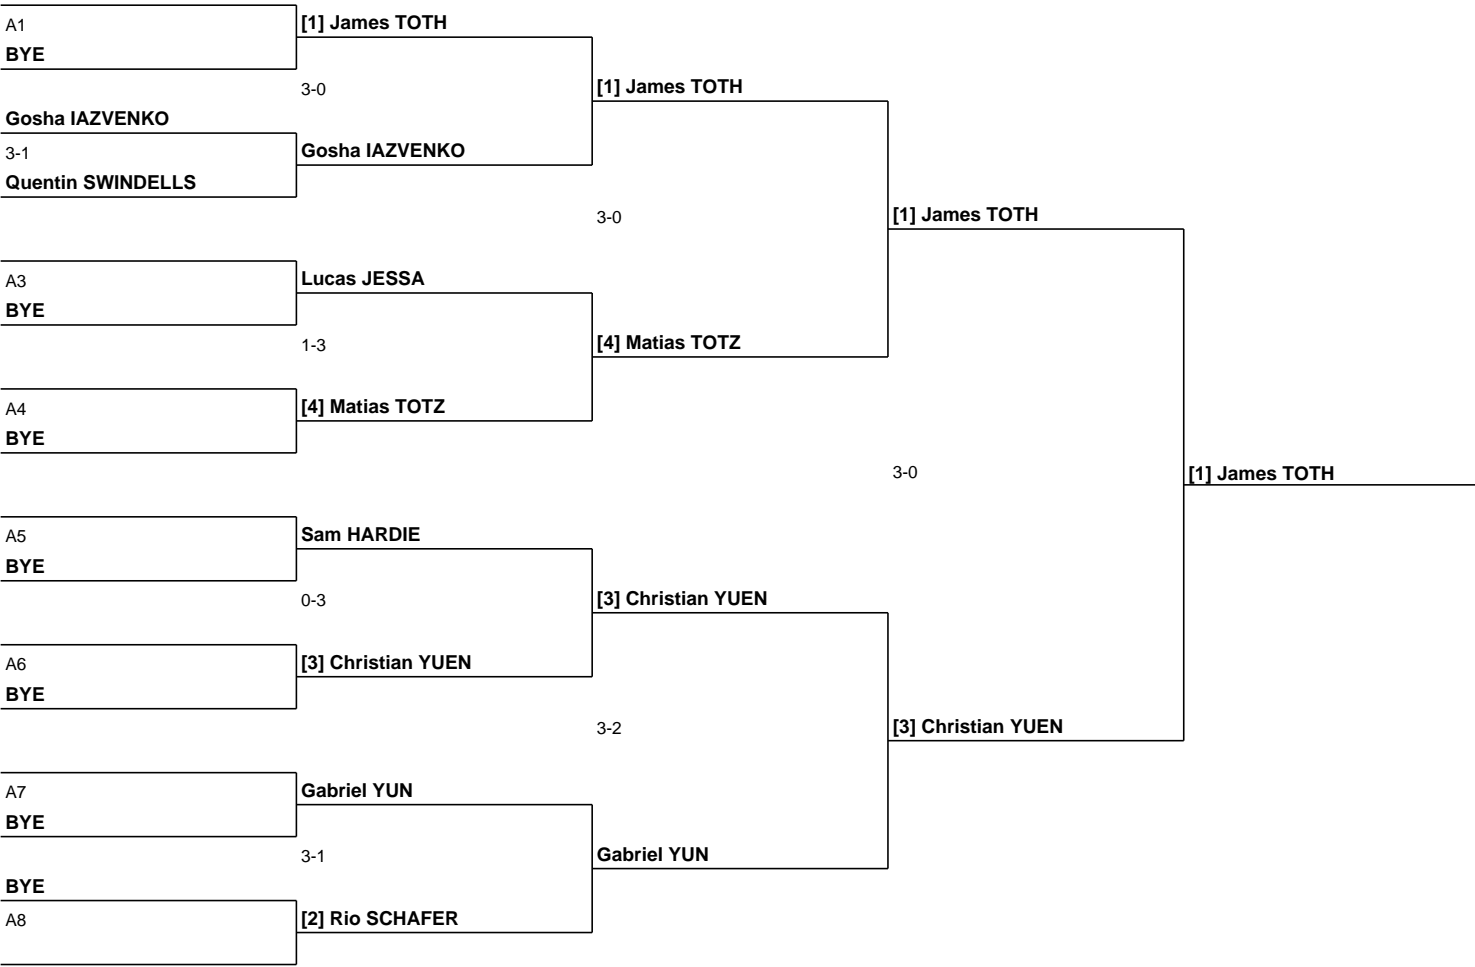 A1
BYE
Gosha IAZVENKO
3-1
Quentin SWINDELLS
A3
BYE
A4
BYE
A5
BYE
A6
BYE
A7
BYE
BYE
A8
[1] James TOTH
3-0
Gosha IAZVENKO
Lucas JESSA
1-3
[4] Matias TOTZ
Sam HARDIE
0-3
[3] Christian YUEN
Gabriel YUN
3-1
[2] Rio SCHAFER
[1] James TOTH
3-0
[4] Matias TOTZ
[3] Christian YUEN
3-2
Gabriel YUN
[1] James TOTH
3-0
[3] Christian YUEN
[1] James TOTH